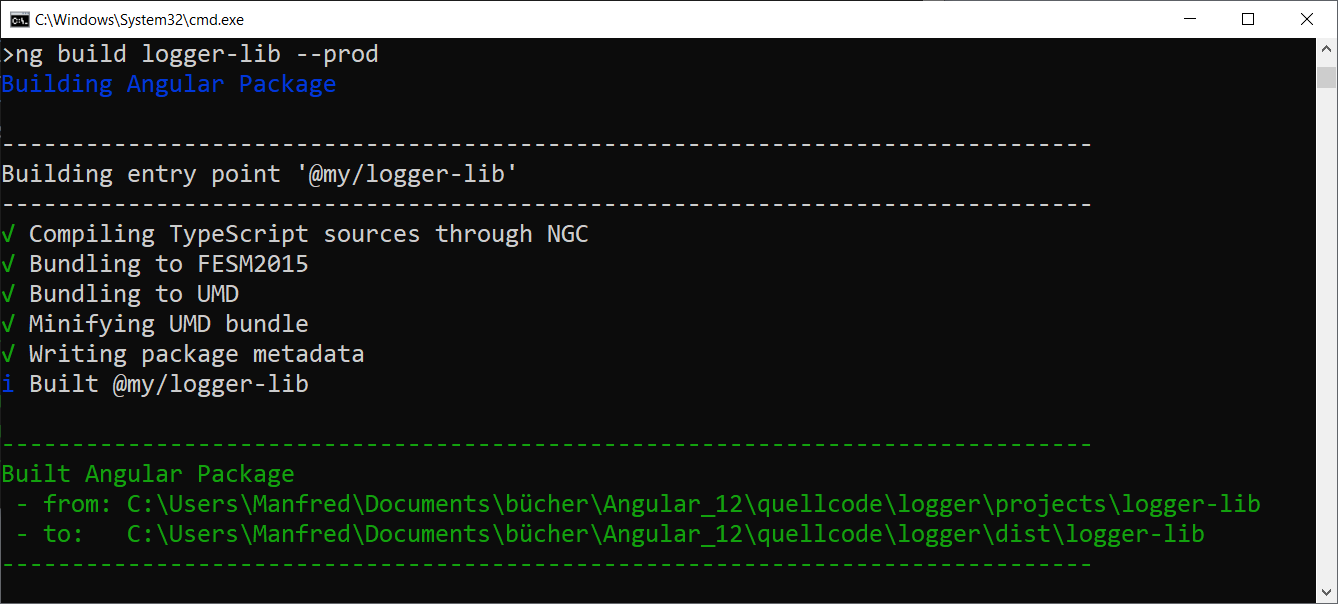 C:\Windows\System32\cmd.exe
>ng build logger-lib --prod
Building Angular Package
------------------------------------------------------------------------------
Building entry point '@my/logger-lib'
------------------------------------------------------------------------------
√ Compiling TypeScript sources through NGC
√ Bundling to FESM2015
√ Bundling to UMD
√ Minifying UMD bundle
√ Writing package metadata
i Built @my/logger-lib
------------------------------------------------------------------------------
Built Angular Package
 - from: C:\Users\Manfred\Documents\bücher\Angular_12\quellcode\logger\projects\logger-lib
 - to:   C:\Users\Manfred\Documents\bücher\Angular_12\quellcode\logger\dist\logger-lib
------------------------------------------------------------------------------